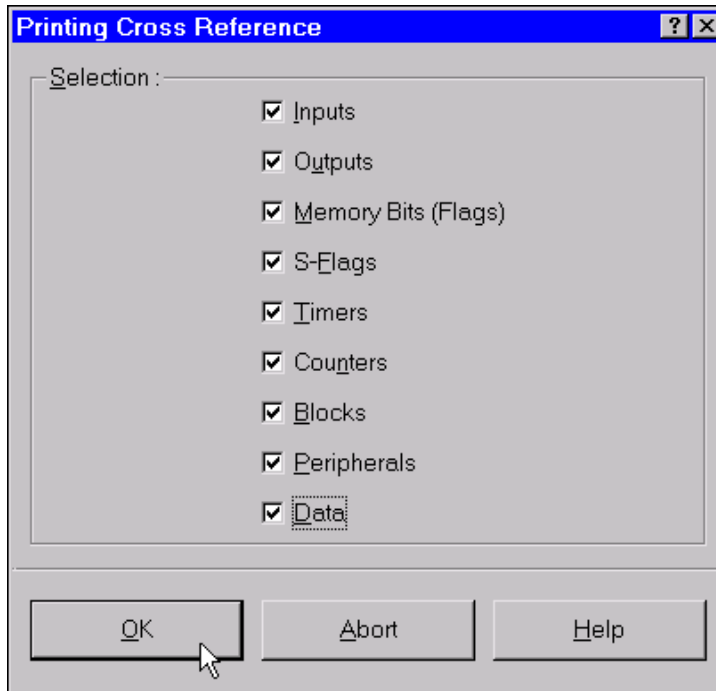 Printing Cross Reference
Selection :
Inputs
Outputs
Memory Bits (Flags)
S-Flags
Timers
Counters
Blocks
Peripherals
Data
OK
Abort
Help